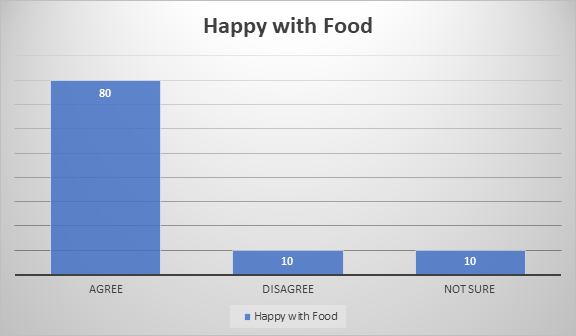 Happy with Food
80
10
10
AGREE
DISAGREE
NOT SURE
Happy with Food